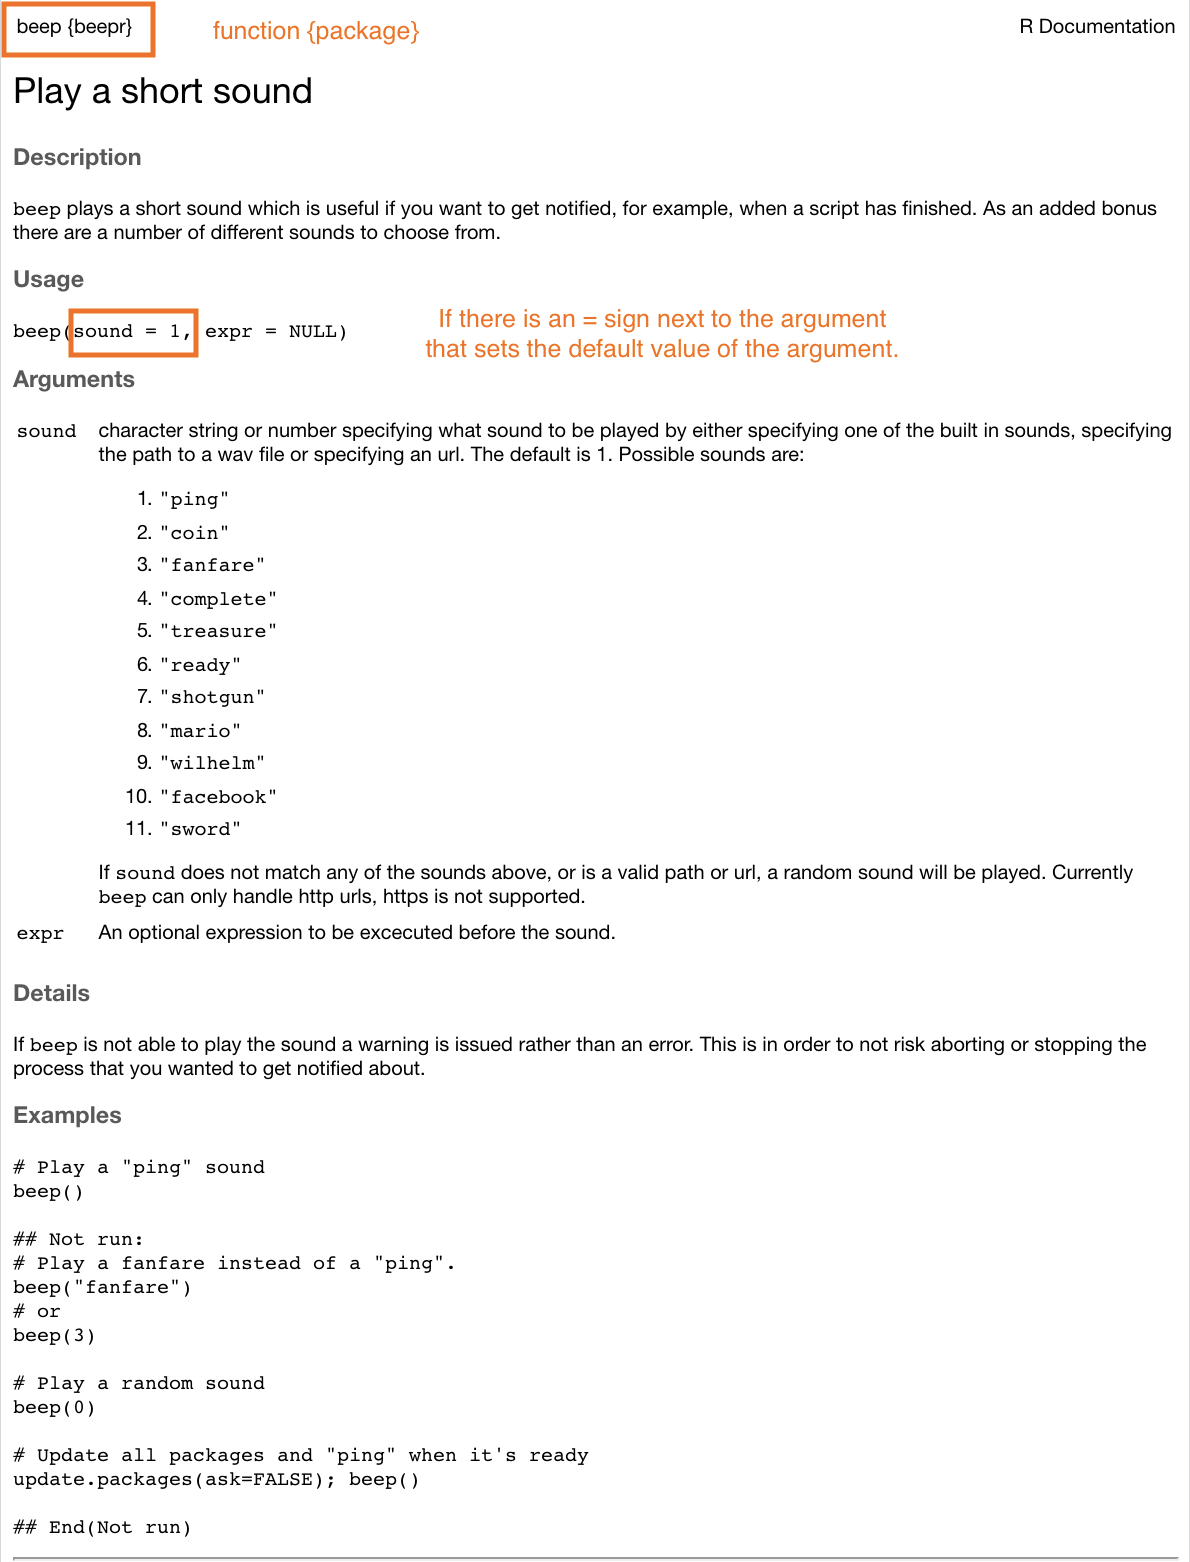 beep {beepr}
function {package}
R Documentation
Play a short sound
Description
beep plays a short sound which is useful if you want to get notified, for example, when a script has finished. As an added bonus
there are a number of different sounds to choose from.
Usage
beep(sound = 1, expr = NULL)
If there is an = sign next to the argument
that sets the default value of the argument.
Arguments
sound character string or number specifying what sound to be played by either specifying one of the built in sounds, specifying
the path to a wav file or specifying an url. The default is 1. Possible sounds are:
1. "ping"
2. "coin"
3. "fanfare"
4. "complete"
5. "treasure"
6. "ready"
7. "shotgun"
8. "mario"
9. "wilhelm"
10. "facebook"
11. "sword"
If sound does not match any of the sounds above, or is a valid path or url, a random sound will be played. Currently
beep can only handle http urls, https is not supported.
expr An optional expression to be excecuted before the sound.
Details
If beep is not able to play the sound a warning is issued rather than an error. This is in order to not risk aborting or stopping the
process that you wanted to get notified about.
Examples
# Play a "ping" sound
beep()
## Not run:
# Play a fanfare instead of a "ping".
beep("fanfare")
# or
beep(3)
# Play a random sound
beep(0)
# Update all packages and "ping" when it's ready
update.packages(ask=FALSE); beep()
## End(Not run)